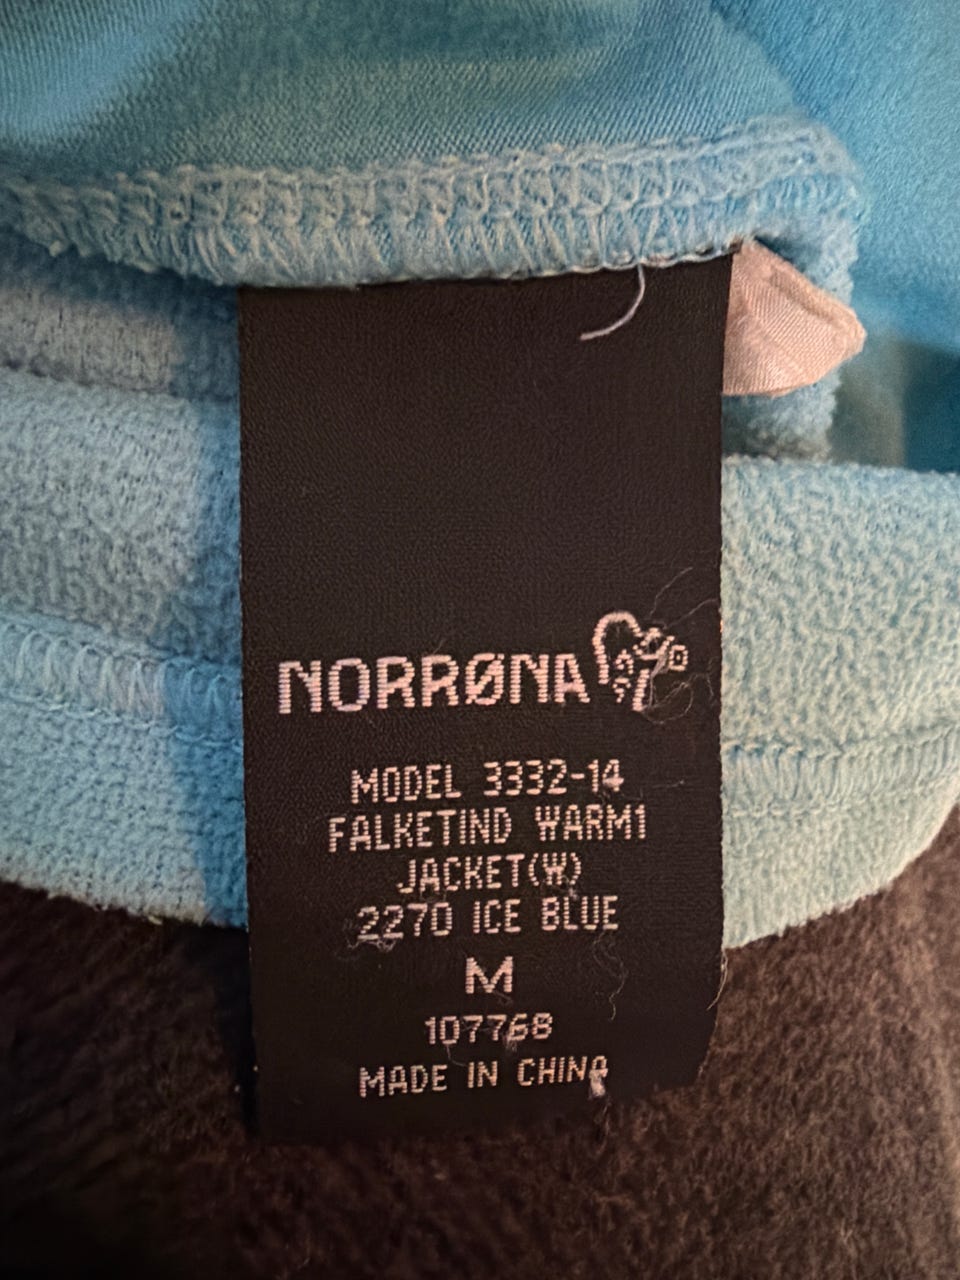 NORRØNA
MODEL 3332-14
FALKETIND WARM1
JACKET(W)
2270 ICE BLUE
M
107768
MADE IN CHINA